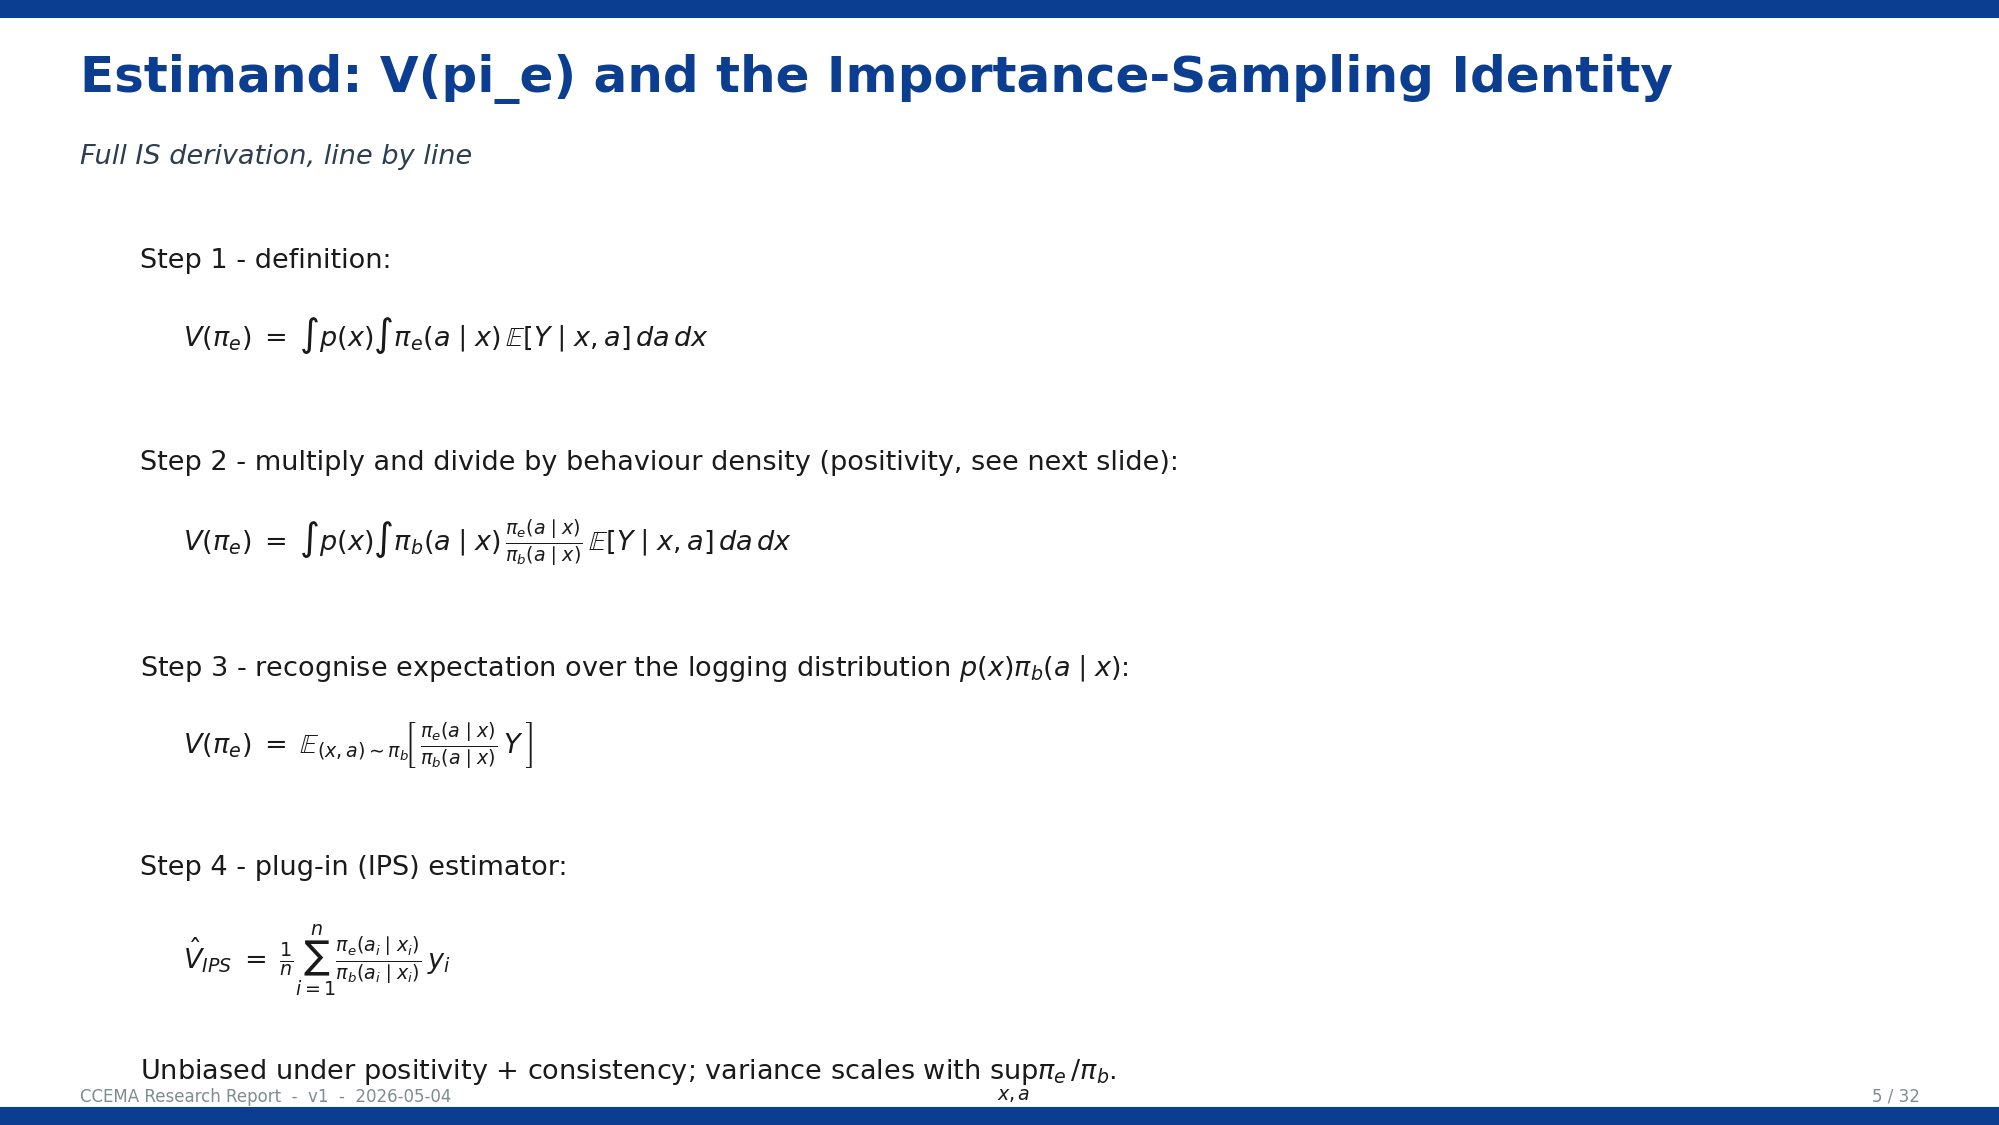 Estimand: V(pi_e) and the Importance-Sampling Identity
Full IS derivation, line by line
Step 1 - definition:
V(π_e) = ∫p(x)∫π_e(a | x) 𝔼[Y | x, a] da dx
Step 2 - multiply and divide by behaviour density (positivity, see next slide):
V(π_e) = ∫p(x)∫π_b(a | x) π_e(a | x)/π_b(a | x) 𝔼[Y | x, a] da dx
Step 3 - recognise expectation over the logging distribution p(x)π_b(a | x):
V(π_e) = 𝔼_(x, a)∼π_b[ π_e(a | x)/π_b(a | x) Y ]
Step 4 - plug-in (IPS) estimator:
V̂_IPS = 1/n ∑_{i=1}^{n} π_e(a_i | x_i)/π_b(a_i | x_i) y_i
Unbiased under positivity + consistency; variance scales with sup_{x, a} π_e/π_b.
CCEMA Research Report - v1 - 2026-05-04
5 / 32